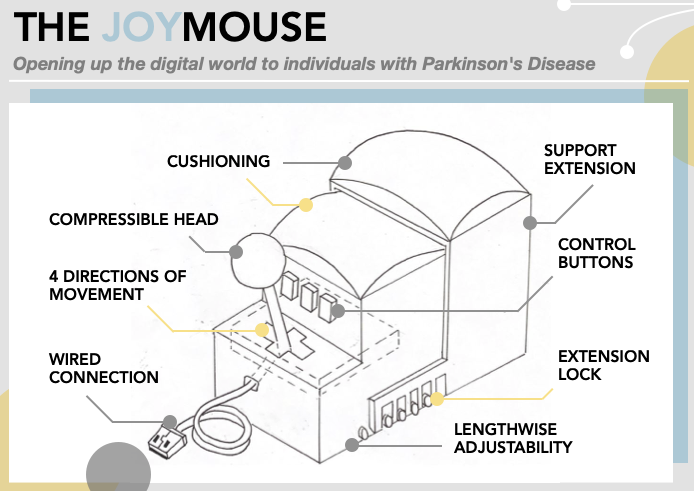 THE JOYMOUSE
Opening up the digital world to individuals with Parkinson's Disease
CUSHIONING
SUPPORT
EXTENSION
COMPRESSIBLE HEAD
CONTROL
BUTTONS
4 DIRECTIONS OF
MOVEMENT
WIRED
CONNECTION
EXTENSION
LOCK
LENGTHWISE
ADJUSTABILITY